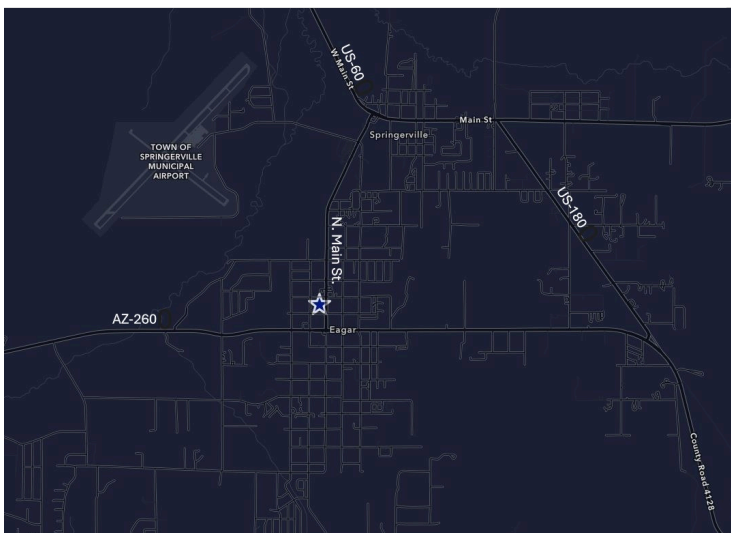 US-60
W Main St
Main St
Springerville
TOWN OF
SPRINGERVILLE
MUNICIPAL
AIRPORT
US-180
N. Main St.
AZ-260
Eagar
County Road 4128